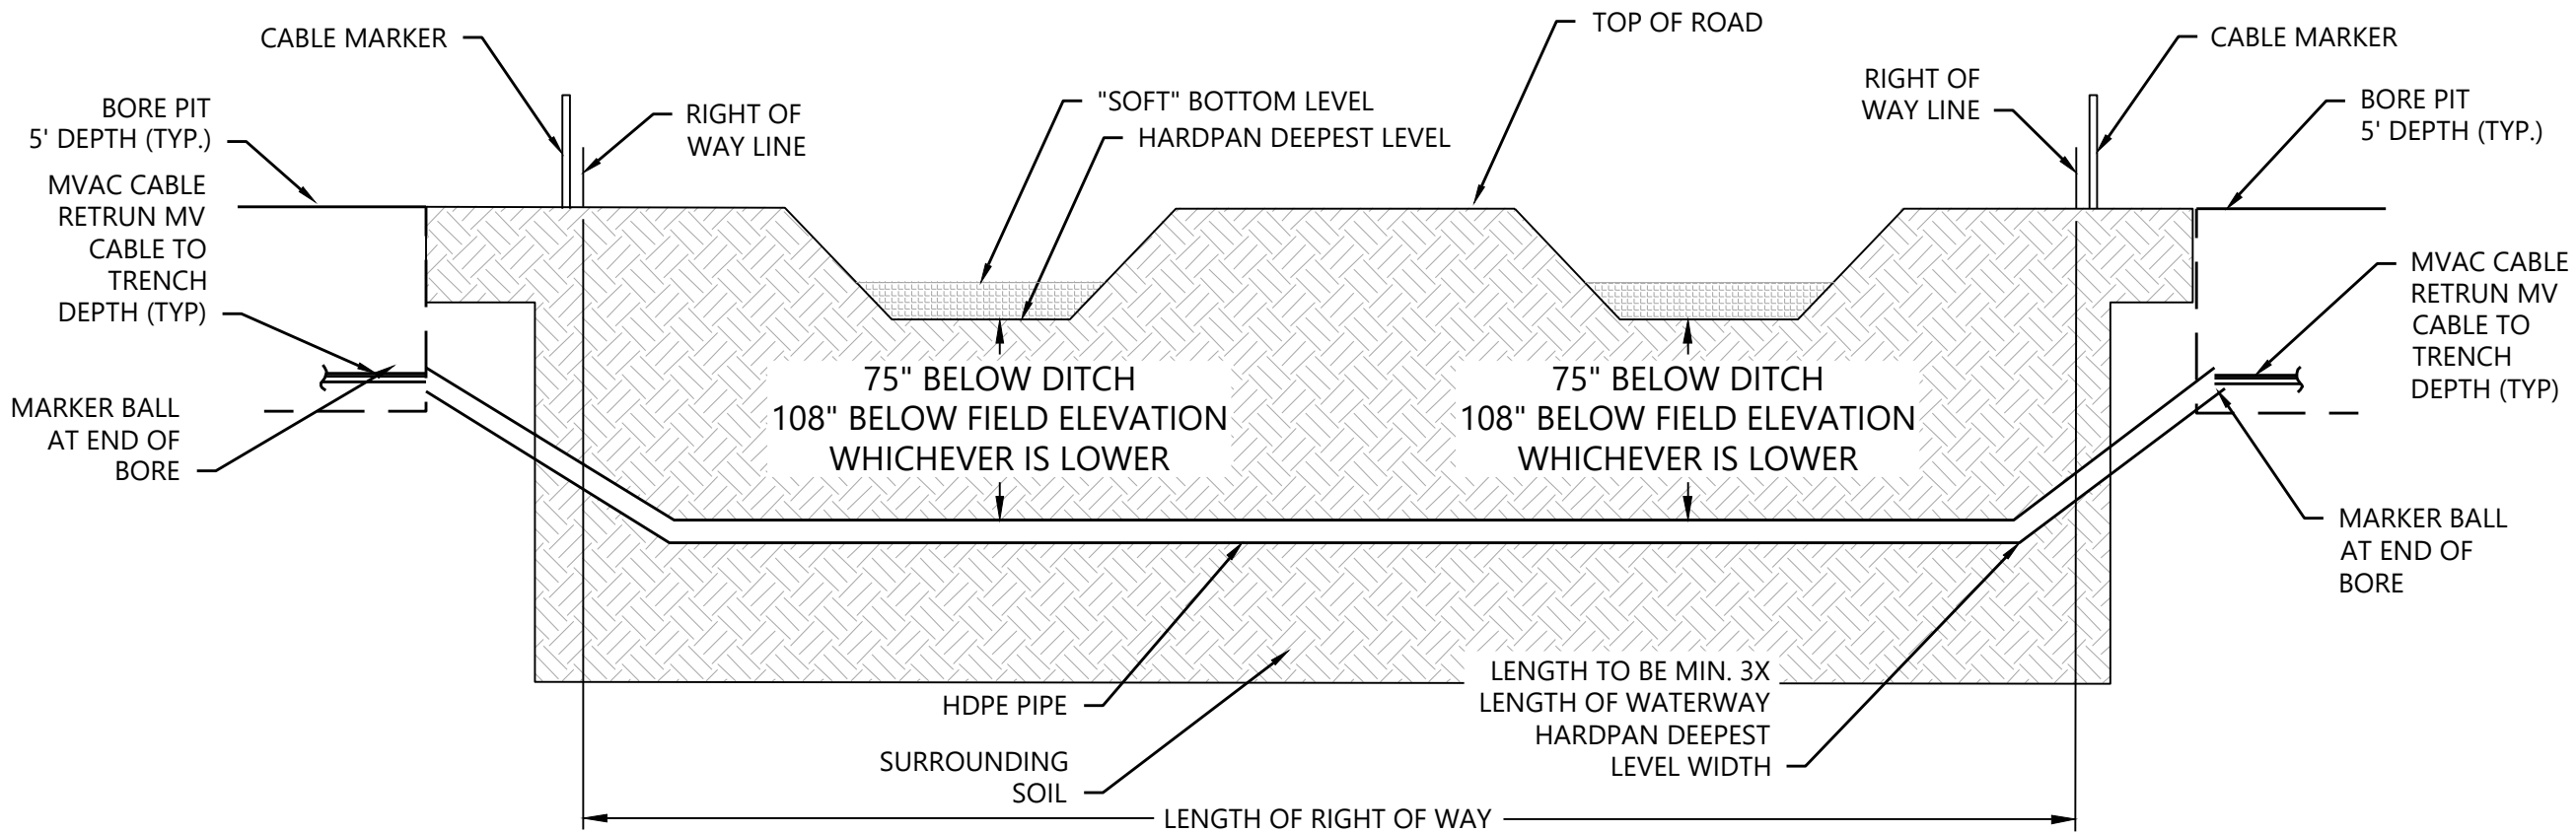 CABLE MARKER
BORE PIT
5' DEPTH (TYP.)
MVAC CABLE
RETRUN MV
CABLE TO
TRENCH
DEPTH (TYP)
MARKER BALL
AT END OF
BORE
RIGHT OF
WAY LINE
"SOFT" BOTTOM LEVEL
HARDPAN DEEPEST LEVEL
TOP OF ROAD
RIGHT OF
WAY LINE
CABLE MARKER
BORE PIT
5' DEPTH (TYP.)
MVAC CABLE
RETRUN MV
CABLE TO
TRENCH
DEPTH (TYP)
MARKER BALL
AT END OF
BORE
75" BELOW DITCH
108" BELOW FIELD ELEVATION
WHICHEVER IS LOWER
75" BELOW DITCH
108" BELOW FIELD ELEVATION
WHICHEVER IS LOWER
HDPE PIPE
SURROUNDING
SOIL
LENGTH TO BE MIN. 3X
LENGTH OF WATERWAY
HARDPAN DEEPEST
LEVEL WIDTH
LENGTH OF RIGHT OF WAY